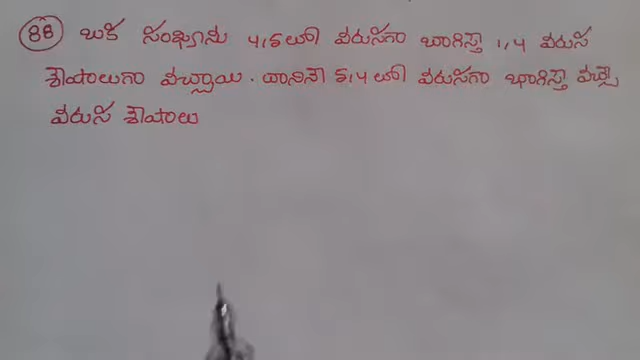 88 ఒక సంఖ్యను 4,5 లతో వరుసగా భాగిస్తే 1,4 వరుస
శేషాలుగా వచ్చాయి. దానినే 5,4 లతో వరుసగా భాగిస్తే వచ్చే
వరుస శేషాలు